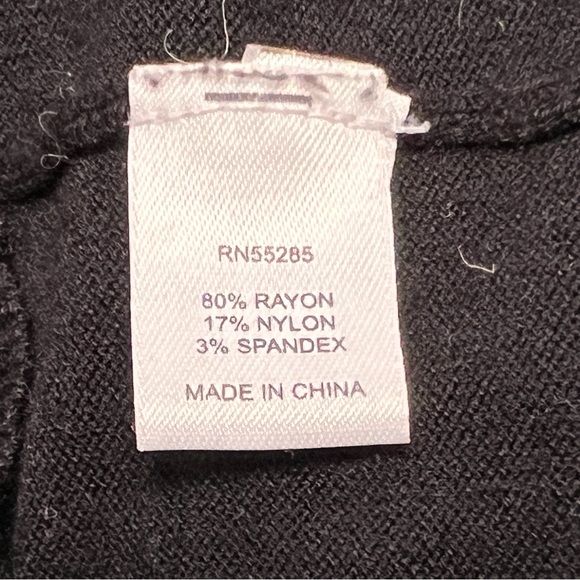 RN55285
80% RAYON
17% NYLON
3% SPANDEX
MADE IN CHINA